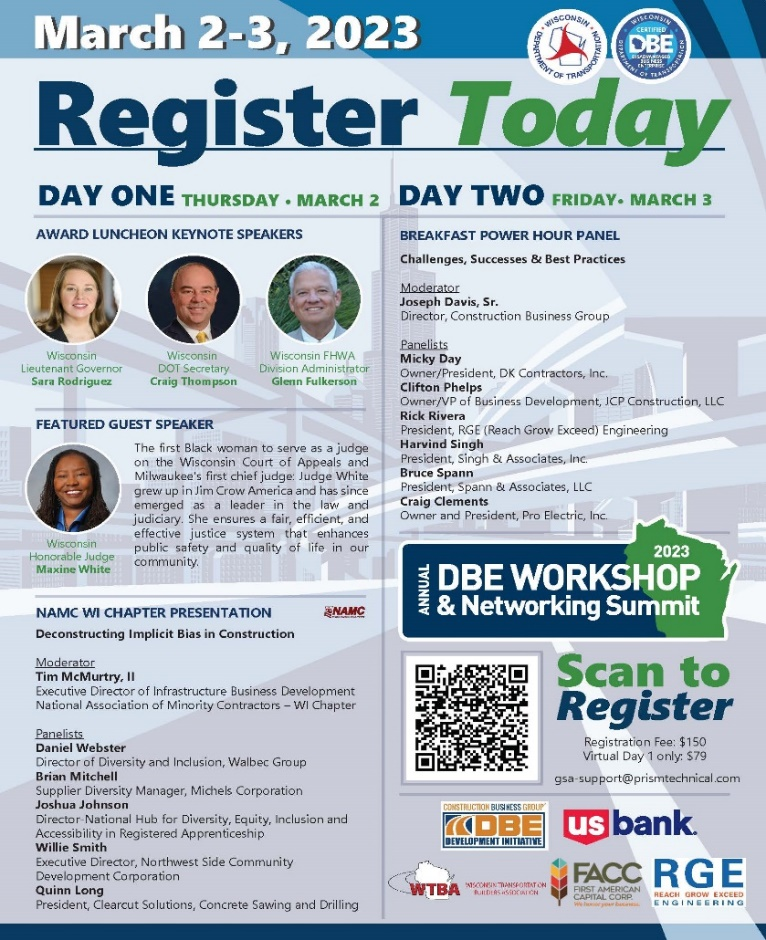 March 2-3, 2023
WISCONSIN
DEPARTMENT OF TRANSPORTATION
WISCONSIN
CERTIFIED
DBE
DISADVANTAGED
BUSINESS
ENTERPRISE
DEPARTMENT OF TRANSPORTATION
Register Today
DAY ONE THURSDAY • MARCH 2
AWARD LUNCHEON KEYNOTE SPEAKERS
Wisconsin
Lieutenant Governor
Sara Rodriguez
Wisconsin
DOT Secretary
Craig Thompson
Wisconsin FHWA
Division Administrator
Glenn Fulkerson
FEATURED GUEST SPEAKER
The first Black woman to serve as a judge
on the Wisconsin Court of Appeals and
Milwaukee's first chief judge: Judge White
grew up in Jim Crow America and has since
emerged as a leader in the law and
judiciary. She ensures a fair, efficient, and
effective justice system that enhances
public safety and quality of life in our
community.
Wisconsin
Honorable Judge
Maxine White
NAMC WI CHAPTER PRESENTATION
NAMC
Deconstructing Implicit Bias in Construction
Moderator
Tim McMurtry, II
Executive Director of Infrastructure Business Development
National Association of Minority Contractors – WI Chapter
Panelists
Daniel Webster
Director of Diversity and Inclusion, Walbec Group
Brian Mitchell
Supplier Diversity Manager, Michels Corporation
Joshua Johnson
Director-National Hub for Diversity, Equity, Inclusion and
Accessibility in Registered Apprenticeship
Willie Smith
Executive Director, Northwest Side Community
Development Corporation
Quinn Long
President, Clearcut Solutions, Concrete Sawing and Drilling
DAY TWO FRIDAY• MARCH 3
BREAKFAST POWER HOUR PANEL
Challenges, Successes & Best Practices
Moderator
Joseph Davis, Sr.
Director, Construction Business Group
Panelists
Micky Day
Owner/President, DK Contractors, Inc.
Clifton Phelps
Owner/VP of Business Development, JCP Construction, LLC
Rick Rivera
President, RGE (Reach Grow Exceed) Engineering
Harvind Singh
President, Singh & Associates, Inc.
Bruce Spann
President, Spann & Associates, LLC
Craig Clements
Owner and President, Pro Electric, Inc.
2023
ANNUAL
DBE WORKSHOP
& Networking Summit
Scan to
Register
Registration Fee: $150
Virtual Day 1 only: $79
gsa-support@prismtechnical.com
CONSTRUCTION BUSINESS GROUP
DBE
DEVELOPMENT INITIATIVE
us bank.
WTBA
WISCONSIN TRANSPORTATION
BUILDERS ASSOCIATION
FACC
FIRST AMERICAN
CAPITAL CORP.
RGE
REACH GROW EXCEED
ENGINEERING